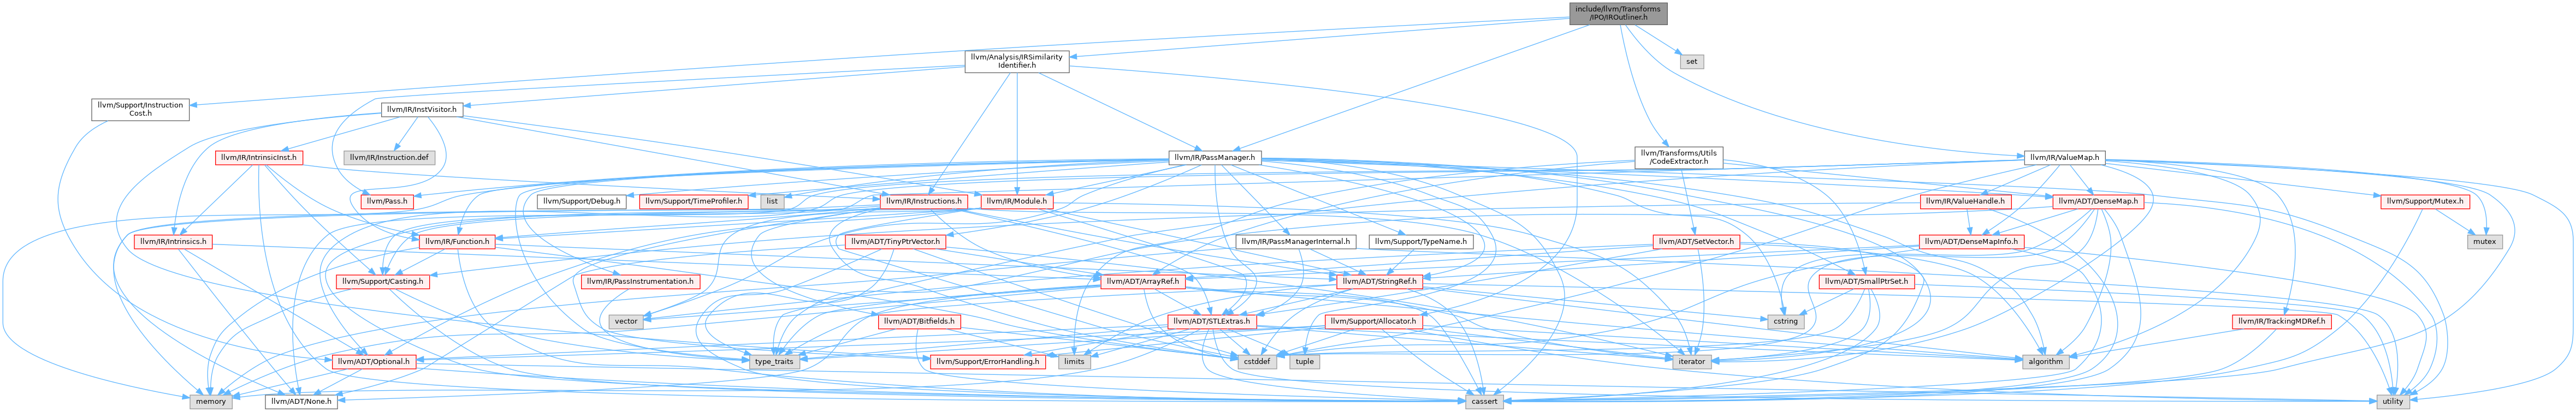 include/llvm/Transforms
/IPO/IROutliner.h
llvm/Analysis/IRSimilarity
Identifier.h
set
llvm/Support/Instruction
Cost.h
llvm/IR/InstVisitor.h
llvm/IR/IntrinsicInst.h
llvm/IR/Instruction.def
llvm/IR/PassManager.h
llvm/Transforms/Utils
/CodeExtractor.h
llvm/IR/ValueMap.h
llvm/Pass.h
llvm/Support/Debug.h
llvm/Support/TimeProfiler.h
list
llvm/IR/Instructions.h
llvm/IR/Module.h
llvm/IR/ValueHandle.h
llvm/ADT/DenseMap.h
llvm/Support/Mutex.h
llvm/IR/Intrinsics.h
llvm/IR/Function.h
llvm/ADT/TinyPtrVector.h
llvm/IR/PassManagerInternal.h
llvm/Support/TypeName.h
llvm/ADT/SetVector.h
llvm/ADT/DenseMapInfo.h
mutex
llvm/Support/Casting.h
llvm/IR/PassInstrumentation.h
llvm/ADT/ArrayRef.h
llvm/ADT/StringRef.h
llvm/ADT/SmallPtrSet.h
vector
llvm/ADT/Bitfields.h
llvm/ADT/STLExtras.h
llvm/Support/Allocator.h
cstring
llvm/IR/TrackingMDRef.h
llvm/ADT/Optional.h
type_traits
llvm/Support/ErrorHandling.h
limits
cstddef
tuple
iterator
algorithm
memory
llvm/ADT/None.h
cassert
utility